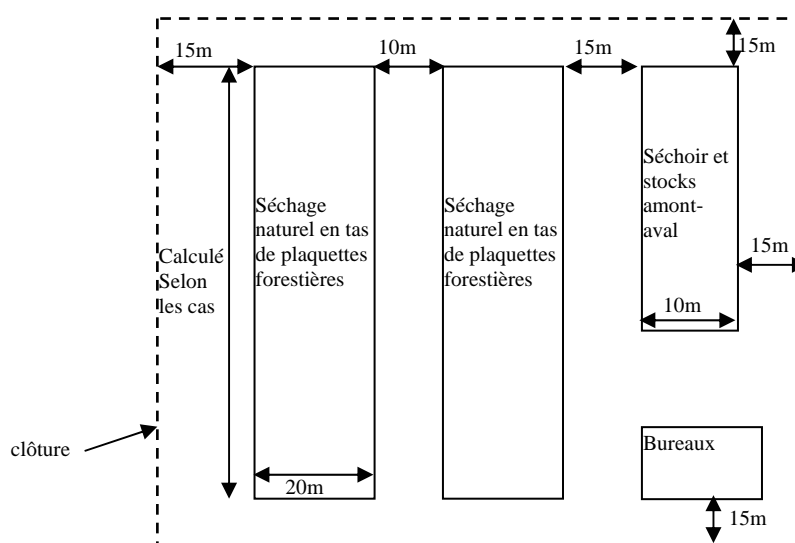 15m
10m
15m
15m
Séchage
naturel en tas
de plaquettes
forestières
Séchage
naturel en tas
de plaquettes
forestières
Séchoir et
stocks
amont-
aval
Calculé
Selon
les cas
15m
10m
clôture
20m
Bureaux
15m